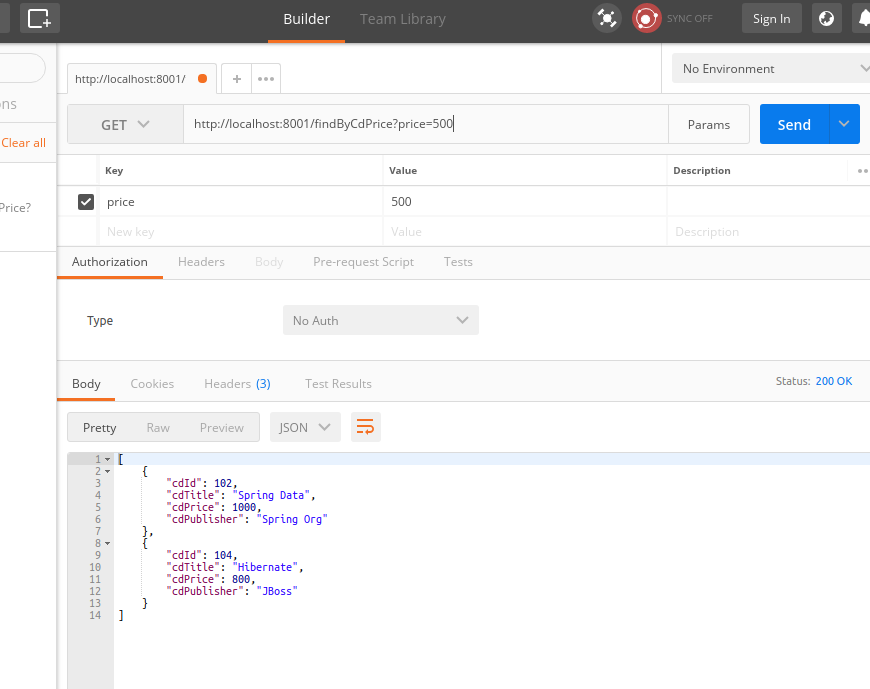 Builder Team Library SYNC OFF Sign In
http://localhost:8001/ + ••• No Environment
ons
GET http://localhost:8001/findByCdPrice?price=500 Params Send
Clear all
Key Value Description
price 500
Price?
New key Value Description
Authorization Headers Body Pre-request Script Tests
Type No Auth
Body Cookies Headers (3) Test Results Status: 200 OK
Pretty Raw Preview JSON
1 [
2 {
3 "cdId": 102,
4 "cdTitle": "Spring Data",
5 "cdPrice": 1000,
6 "cdPublisher": "Spring Org"
7 },
8 {
9 "cdId": 104,
10 "cdTitle": "Hibernate",
11 "cdPrice": 800,
12 "cdPublisher": "JBoss"
13 }
14 ]